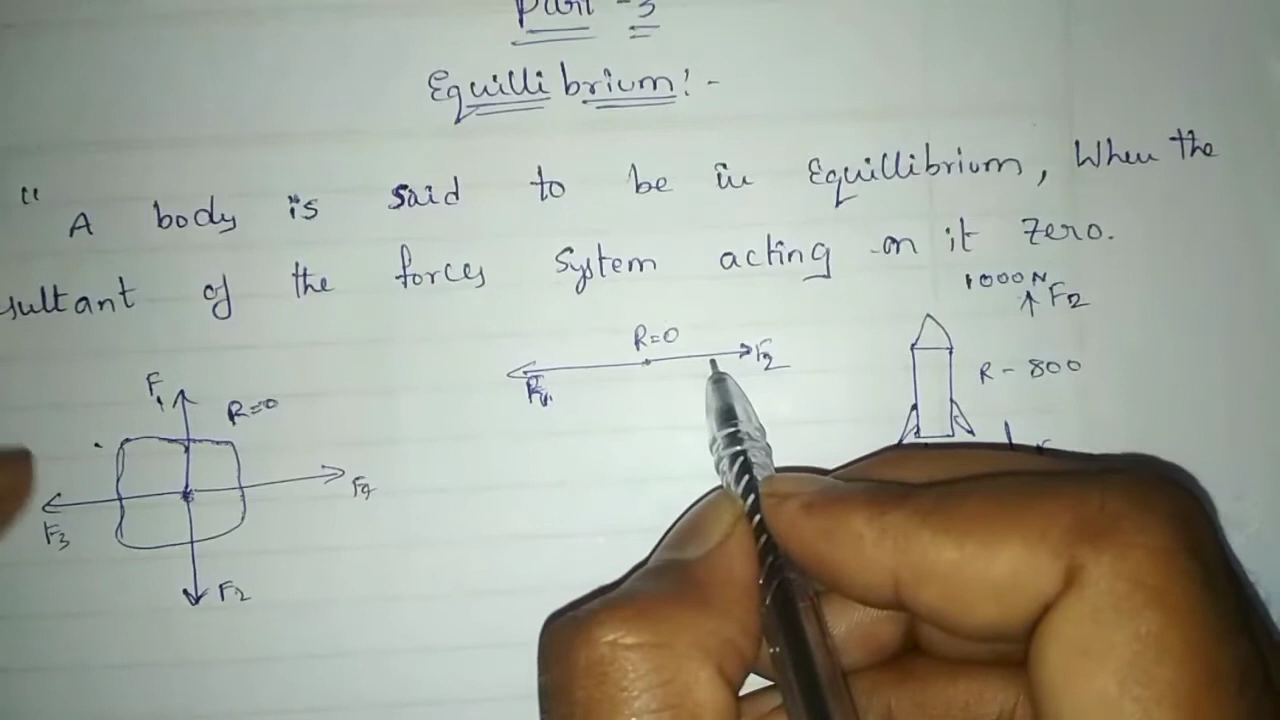 Part - 3
Equillibrium:-
" A body is said to be in Equillibrium, When the
sultant of the forces system acting on it zero.
1000N
F2
R=0
F2
R - 800
F1
R=0
F4
F3
F2